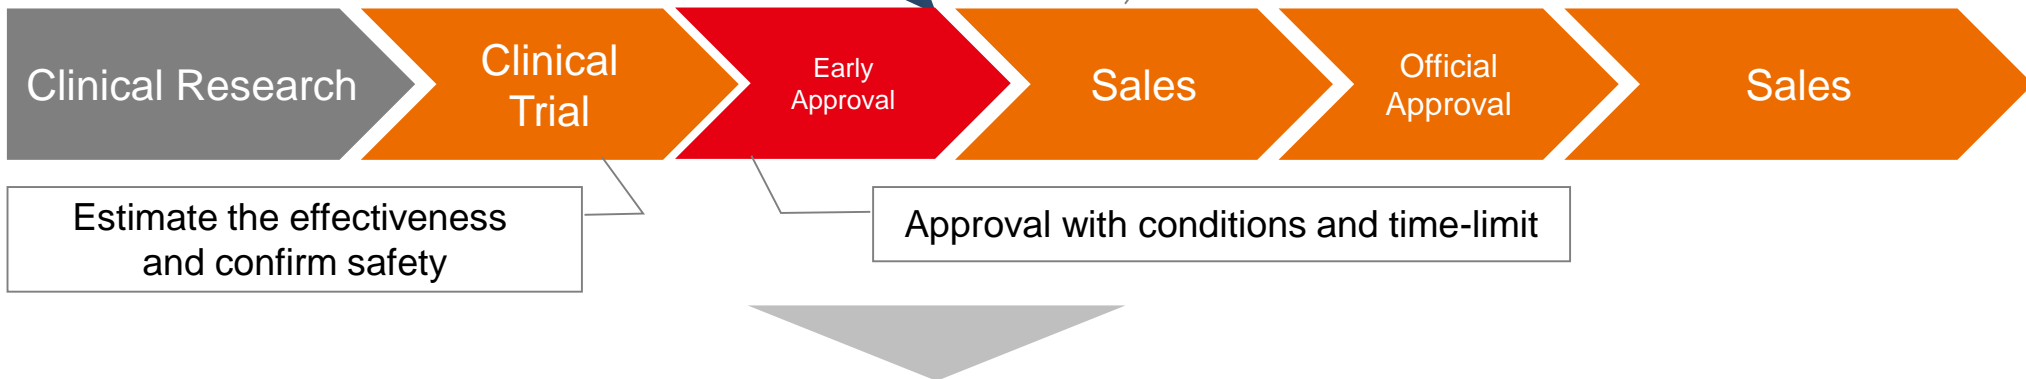 Clinical Research
Clinical
Trial
Early
Approval
Sales
Official
Approval
Sales
Estimate the effectiveness
and confirm safety
Approval with conditions and time-limit